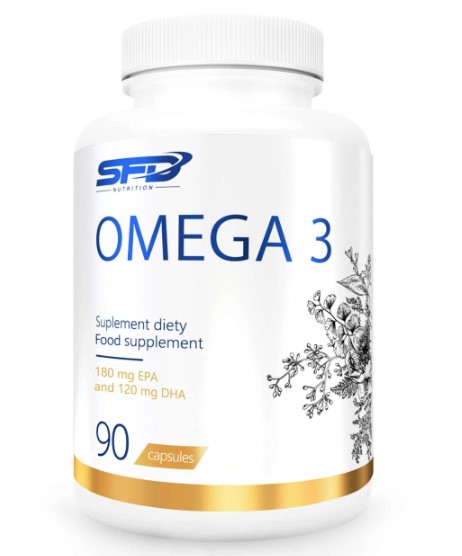 SFD
NUTRITION
OMEGA 3
Suplement diety
Food supplement
180 mg EPA
and 120 mg DHA
90 capsules